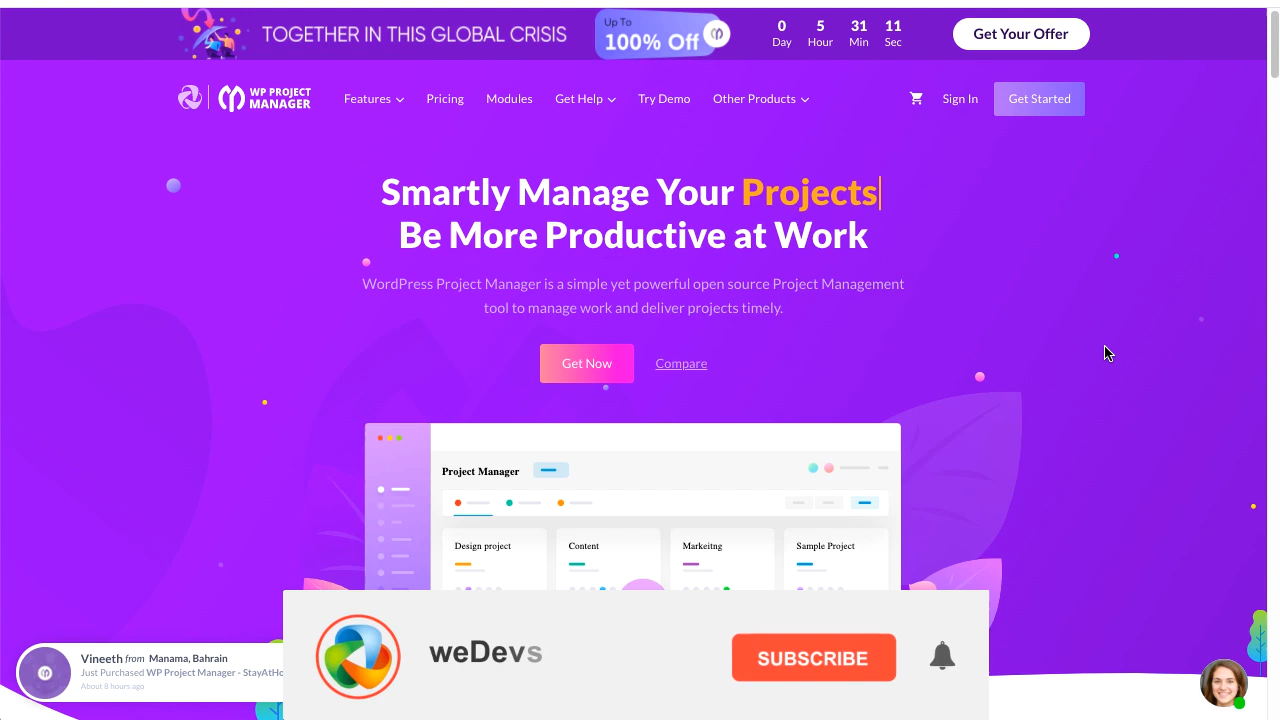 TOGETHER IN THIS GLOBAL CRISIS
Up To
100% Off
0 5 31 11
Day Hour Min Sec
Get Your Offer
WP PROJECT
MANAGER
Features Pricing Modules Get Help Try Demo Other Products
Sign In
Get Started
Smartly Manage Your Projects
Be More Productive at Work
WordPress Project Manager is a simple yet powerful open source Project Management
tool to manage work and deliver projects timely.
Get Now
Compare
Project Manager
Design project
Content
Markeitng
Sample Project
weDevs
SUBSCRIBE
Vineeth from Manama, Bahrain
Just Purchased WP Project Manager - StayAtHo
About 8 hours ago